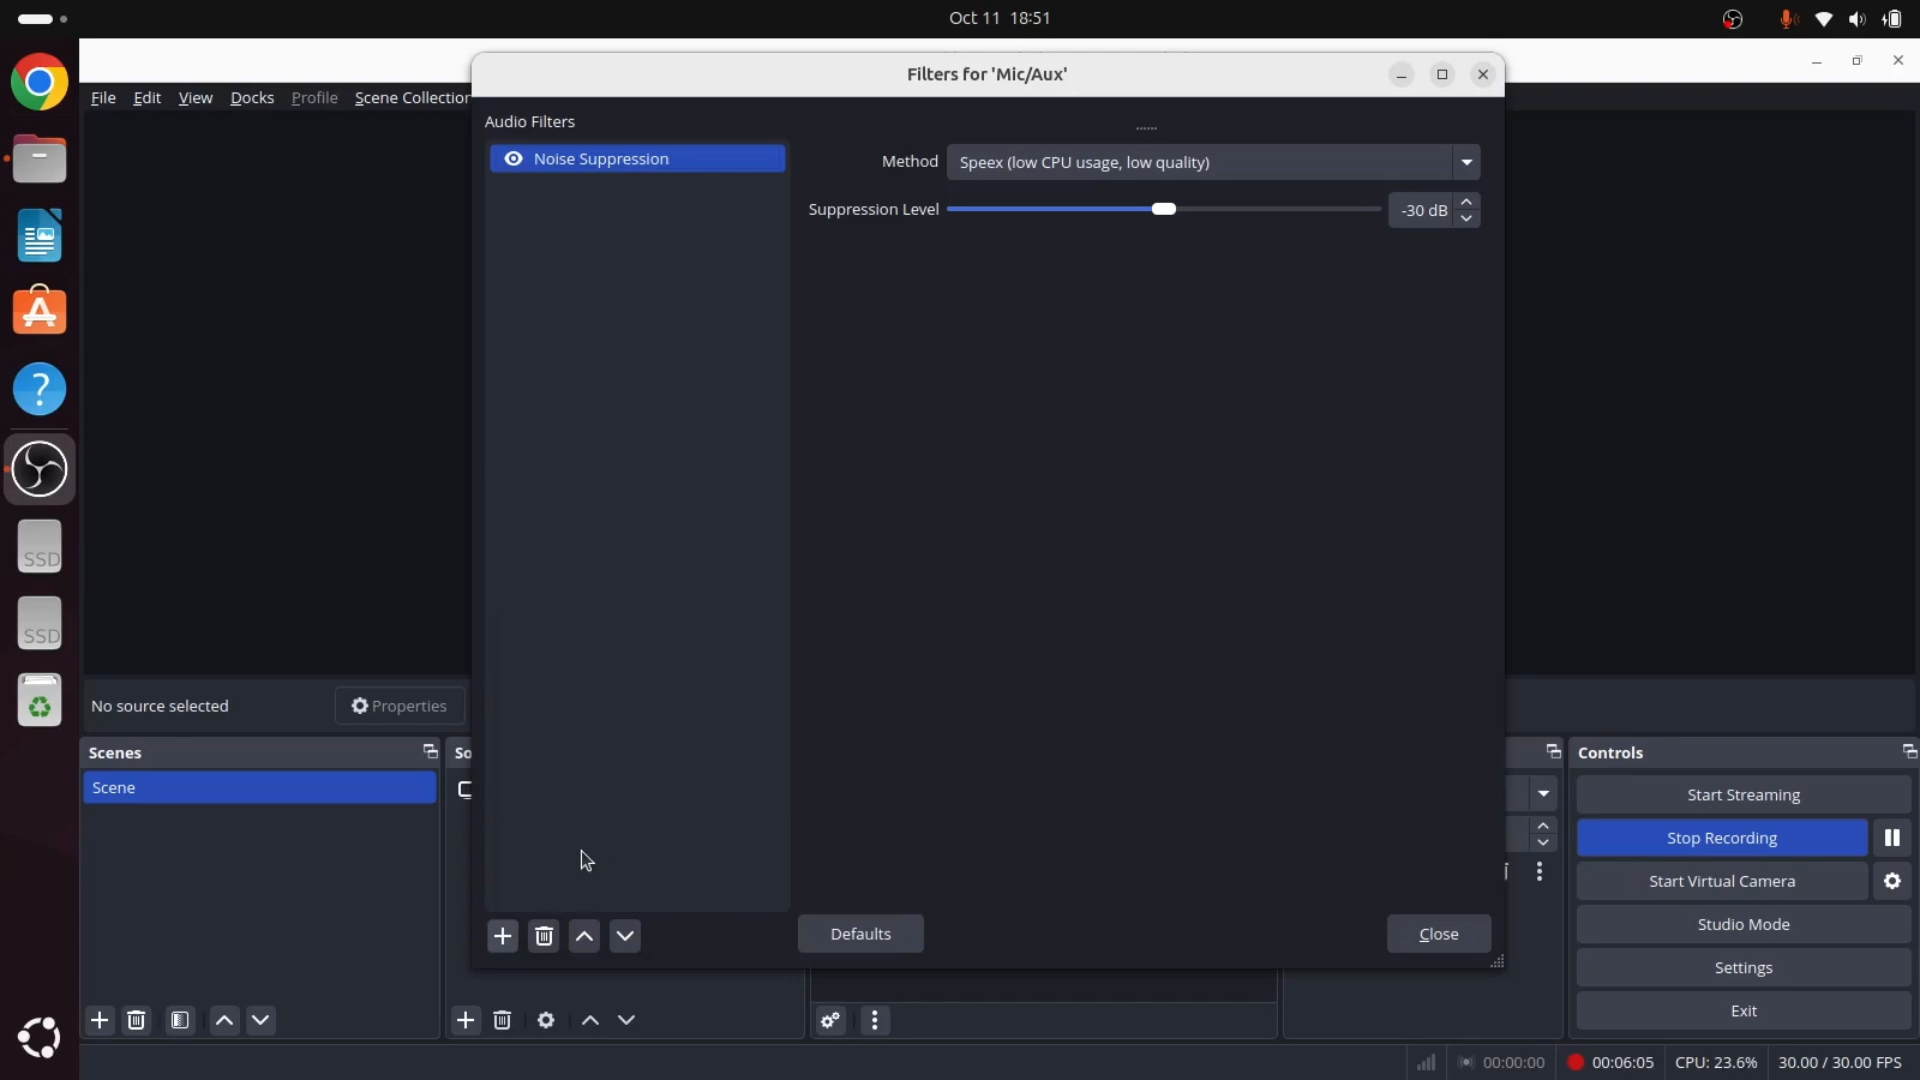 Oct 11 18:51
Filters for 'Mic/Aux'
File Edit View Docks Profile Scene Collection
Audio Filters
Noise Suppression
Method Speex (low CPU usage, low quality)
Suppression Level -30 dB
?
SSD
SSD
No source selected
Properties
Scenes
So
Controls
Scene
Start Streaming
Stop Recording
Start Virtual Camera
Studio Mode
Defaults
Close
Settings
Exit
00:00:00 00:06:05 CPU: 23.6% 30.00 / 30.00 FPS